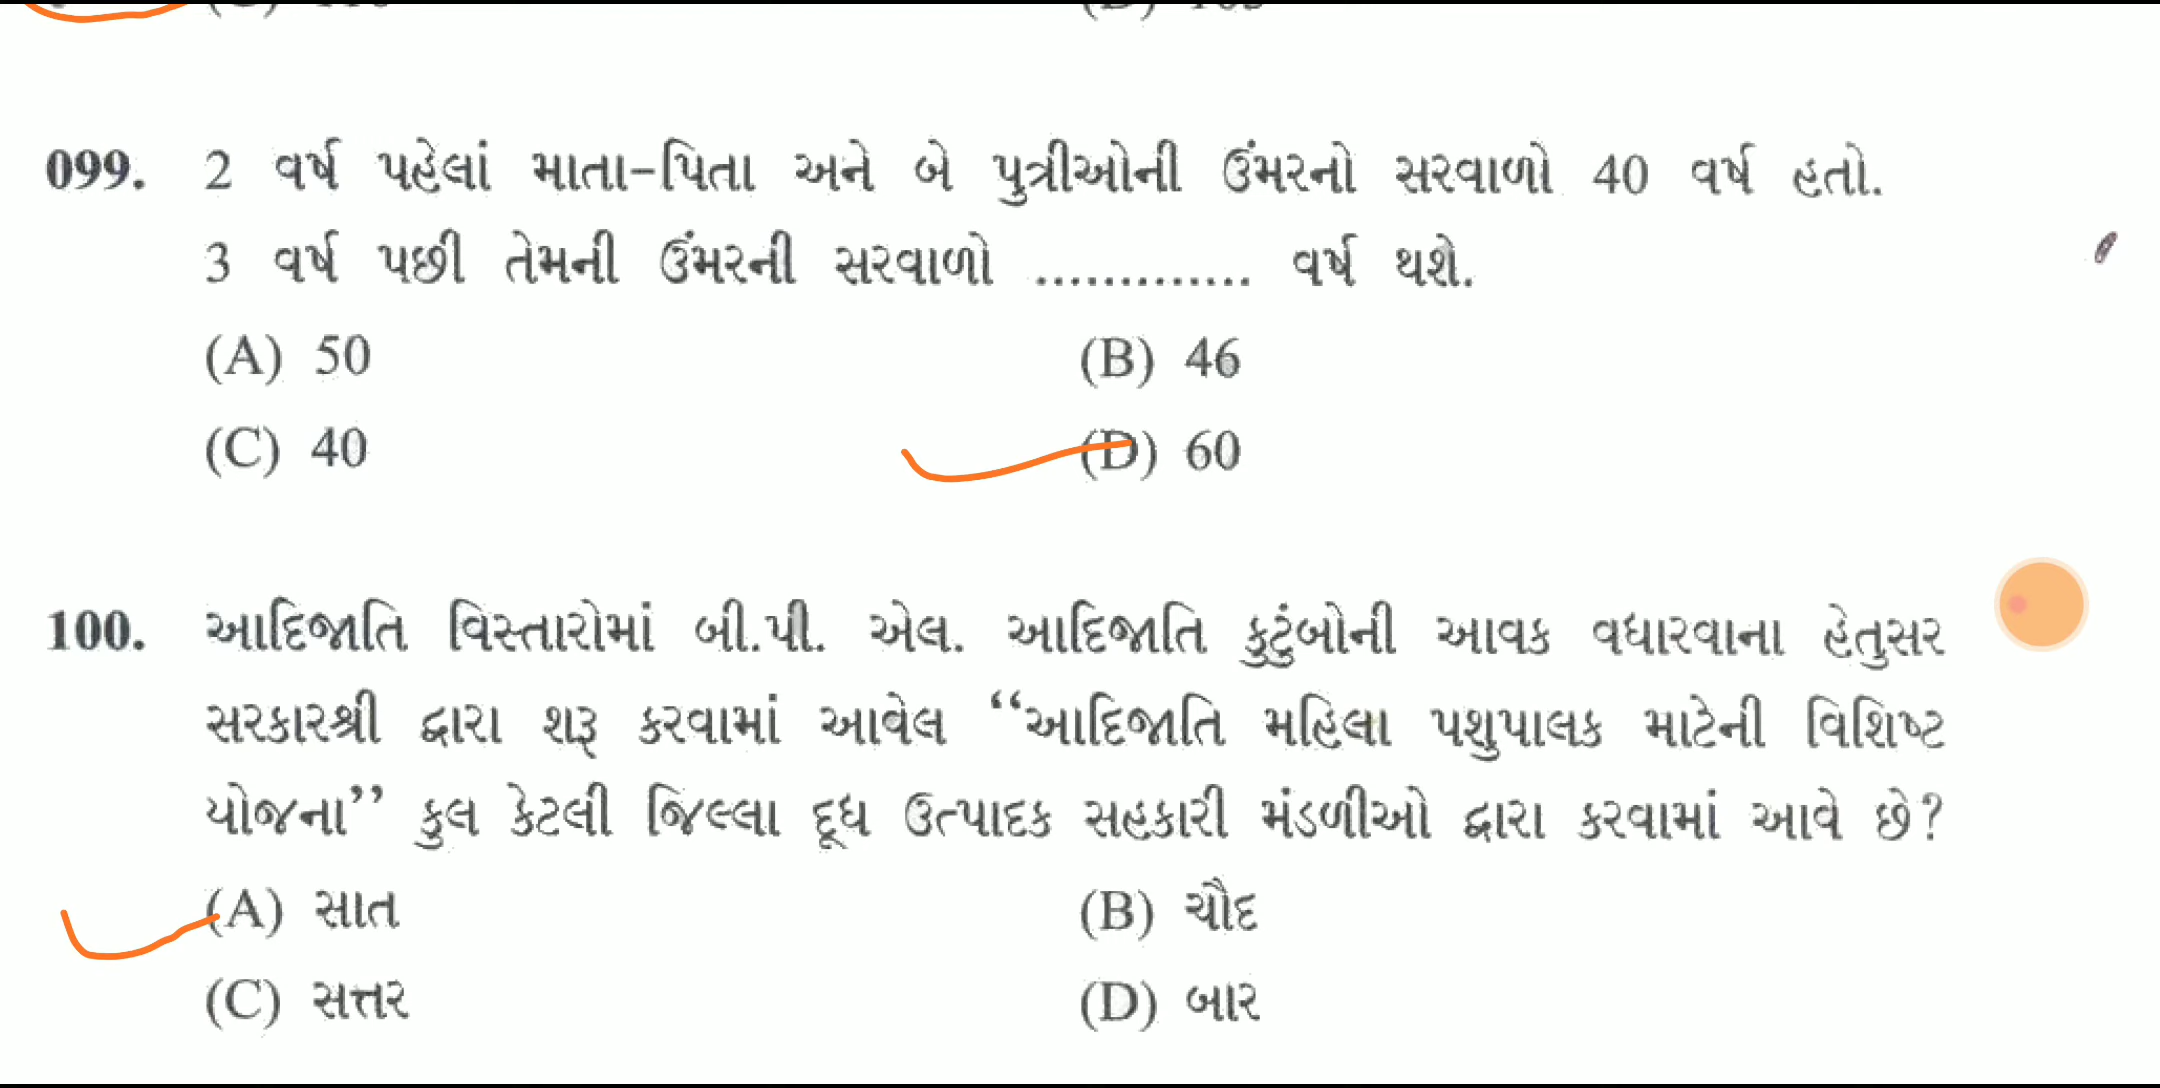 099. 2 વર્ષ પહેલાં માતા-પિતા અને બે પુત્રીઓની ઉંમરનો સરવાળો 40 વર્ષ હતો.
3 વર્ષ પછી તેમની ઉંમરની સરવાળો ............. વર્ષ થશે.
(A) 50 (B) 46
(C) 40 (D) 60
100. આદિજાતિ વિસ્તારોમાં બી.પી. એલ. આદિજાતિ કુટુંબોની આવક વધારવાના હેતુસર
સરકારશ્રી દ્વારા શરૂ કરવામાં આવેલ “આદિજાતિ મહિલા પશુપાલક માટેની વિશિષ્ટ
યોજના” કુલ કેટલી જિલ્લા દૂધ ઉત્પાદક સહકારી મંડળીઓ દ્વારા કરવામાં આવે છે?
(A) સાત (B) ચૌદ
(C) સત્તર (D) બાર